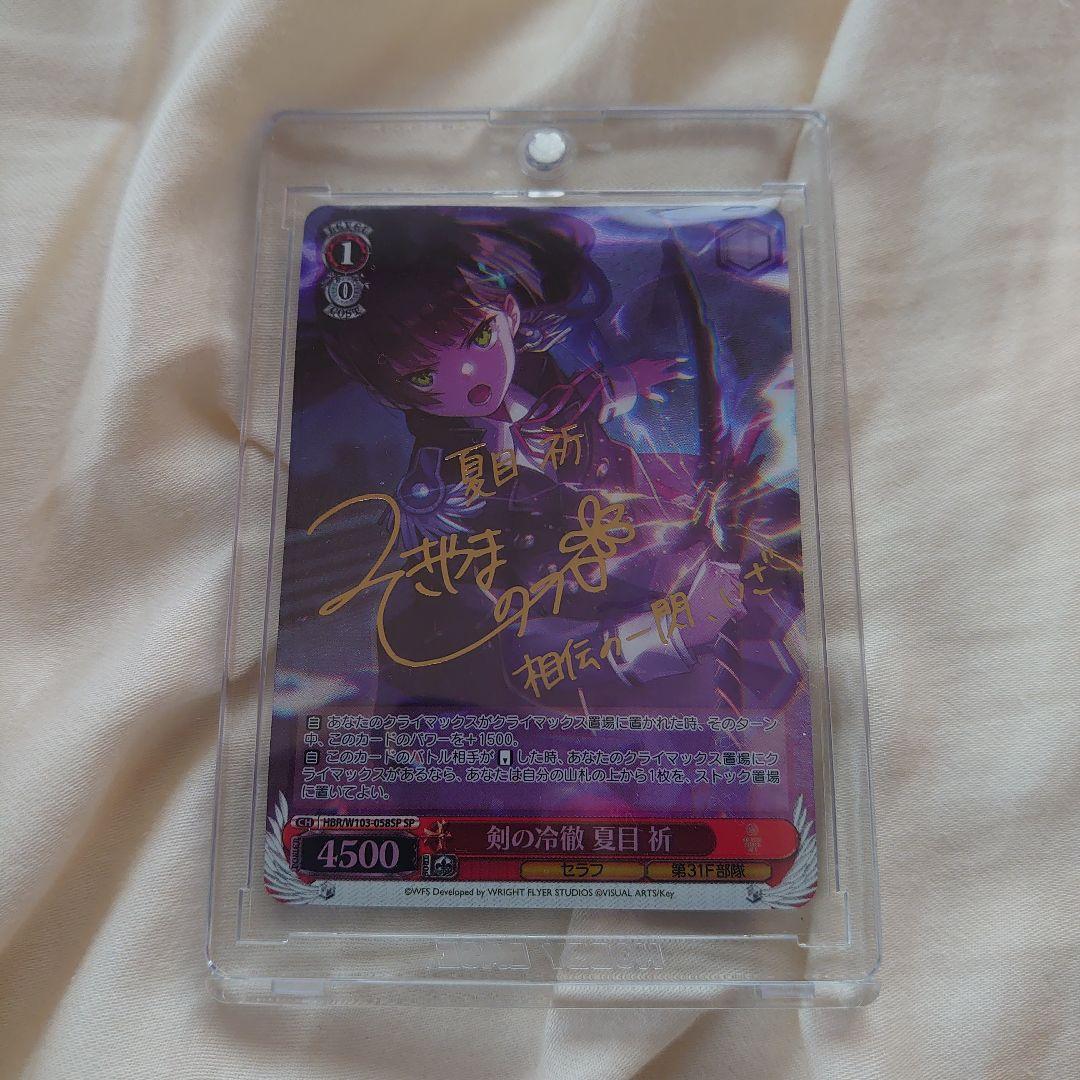 LEVEL
1
0
COST
夏目 祈
相伝の一閃、いざ
自 あなたのクライマックスがクライマックス置場に置かれた時、そのターン
中、このカードのパワーを+1500。
自 このカードのバトル相手が した時、あなたのクライマックス置場にク
ライマックスがあるなら、あなたは自分の山札の上から1枚を、ストック置場
に置いてよい。
CH HBR/W103-058SP SP
剣の冷徹 夏目 祈
POWER 4500
セラフ 第31F部隊
©WFS Developed by WRIGHT FLYER STUDIOS ©VISUAL ARTS/Key